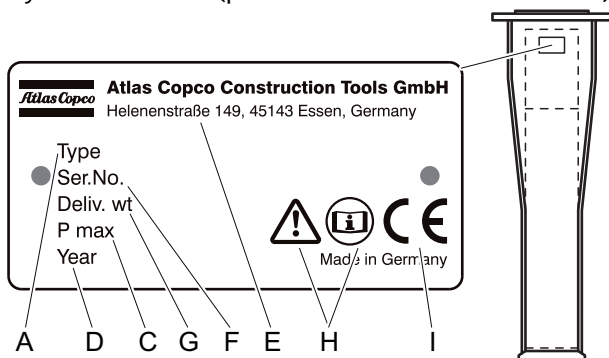 Atlas Copco
Atlas Copco Construction Tools GmbH
Helenenstraße 149, 45143 Essen, Germany
Type
Ser.No.
Deliv. wt
P max
Year
CE
Made in Germany
A D C G F E H I